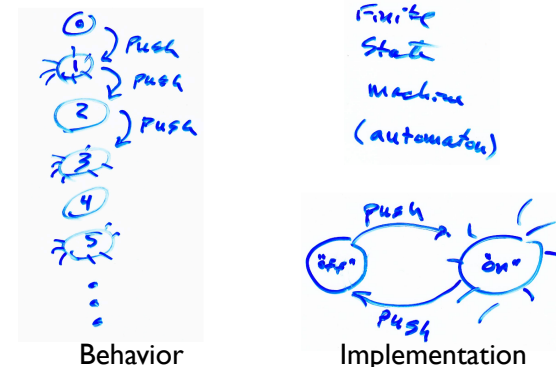 0
Push
1
Push
2
Push
3
4
5
Behavior
Finite
State
machine
(automaton)
Push
"off"
"on"
Push
Implementation